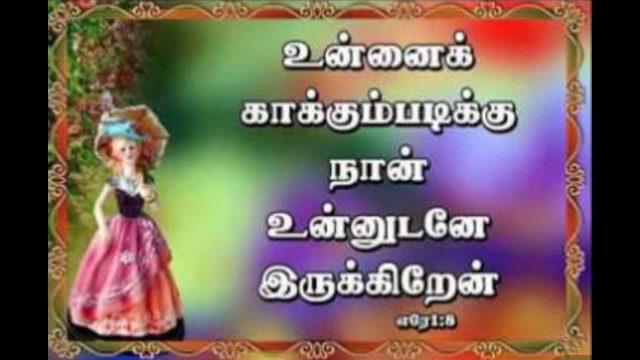 உன்னைக்
காக்கும்படிக்கு
நான்
உன்னுடனே
இருக்கிறேன்
எரே1:8